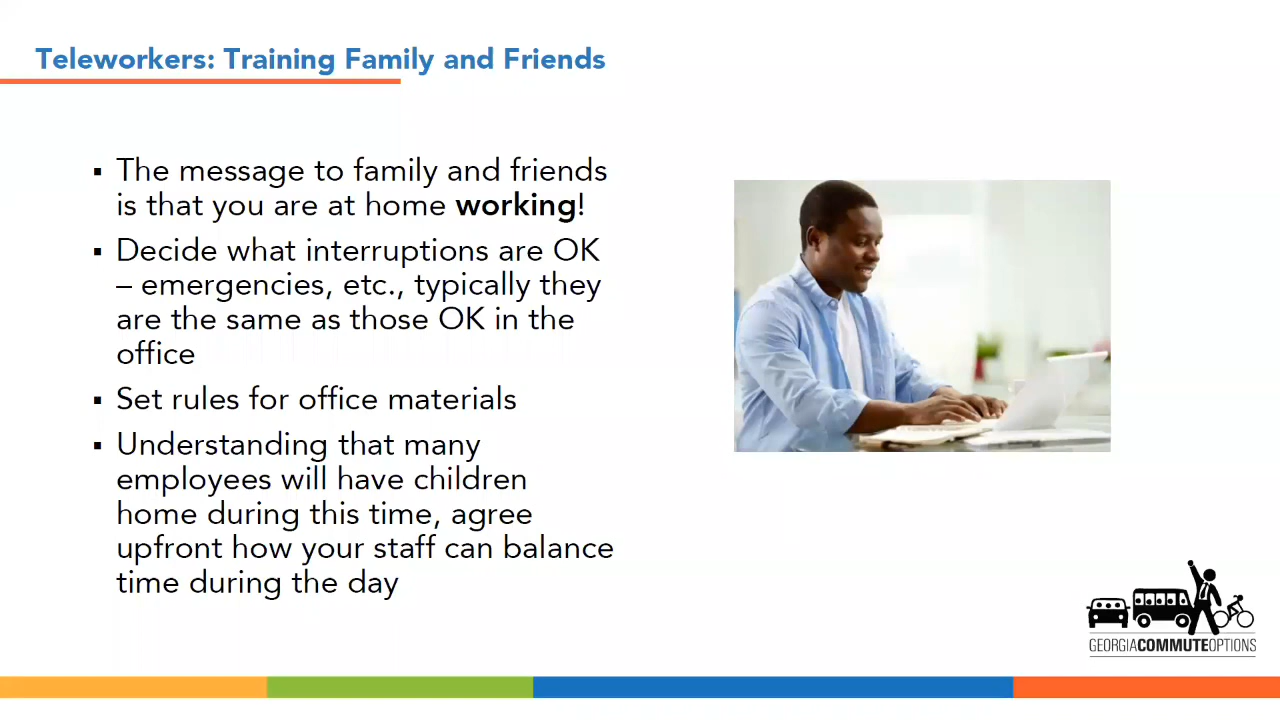 Teleworkers: Training Family and Friends
▪ The message to family and friends
is that you are at home working!
▪ Decide what interruptions are OK
– emergencies, etc., typically they
are the same as those OK in the
office
▪ Set rules for office materials
▪ Understanding that many
employees will have children
home during this time, agree
upfront how your staff can balance
time during the day
GEORGIACOMMUTEOPTIONS